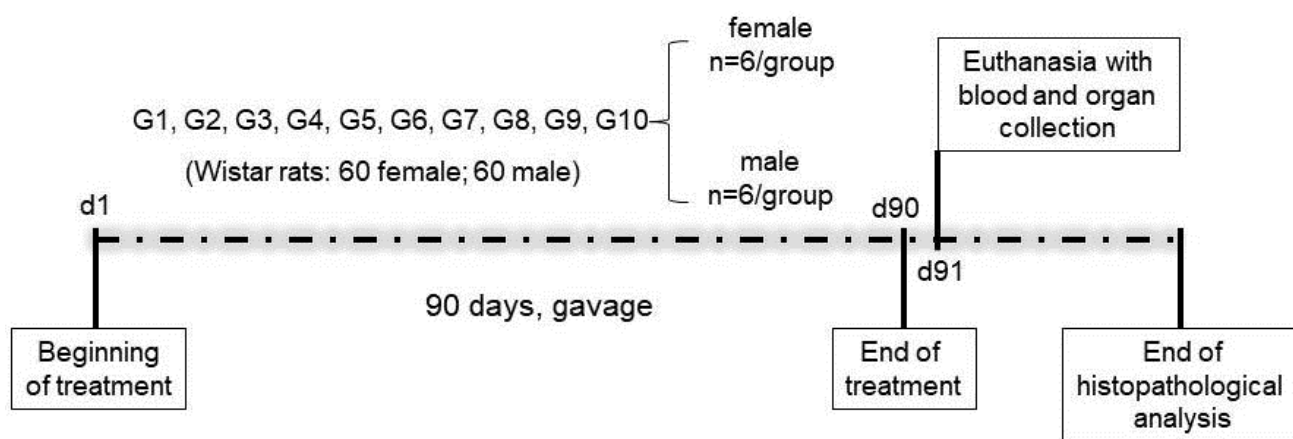 female
n=6/group
G1, G2, G3, G4, G5, G6, G7, G8, G9, G10
(Wistar rats: 60 female; 60 male)
male
n=6/group
Euthanasia with
blood and organ
collection
d1
d90
d91
90 days, gavage
Beginning
of treatment
End of
treatment
End of
histopathological
analysis